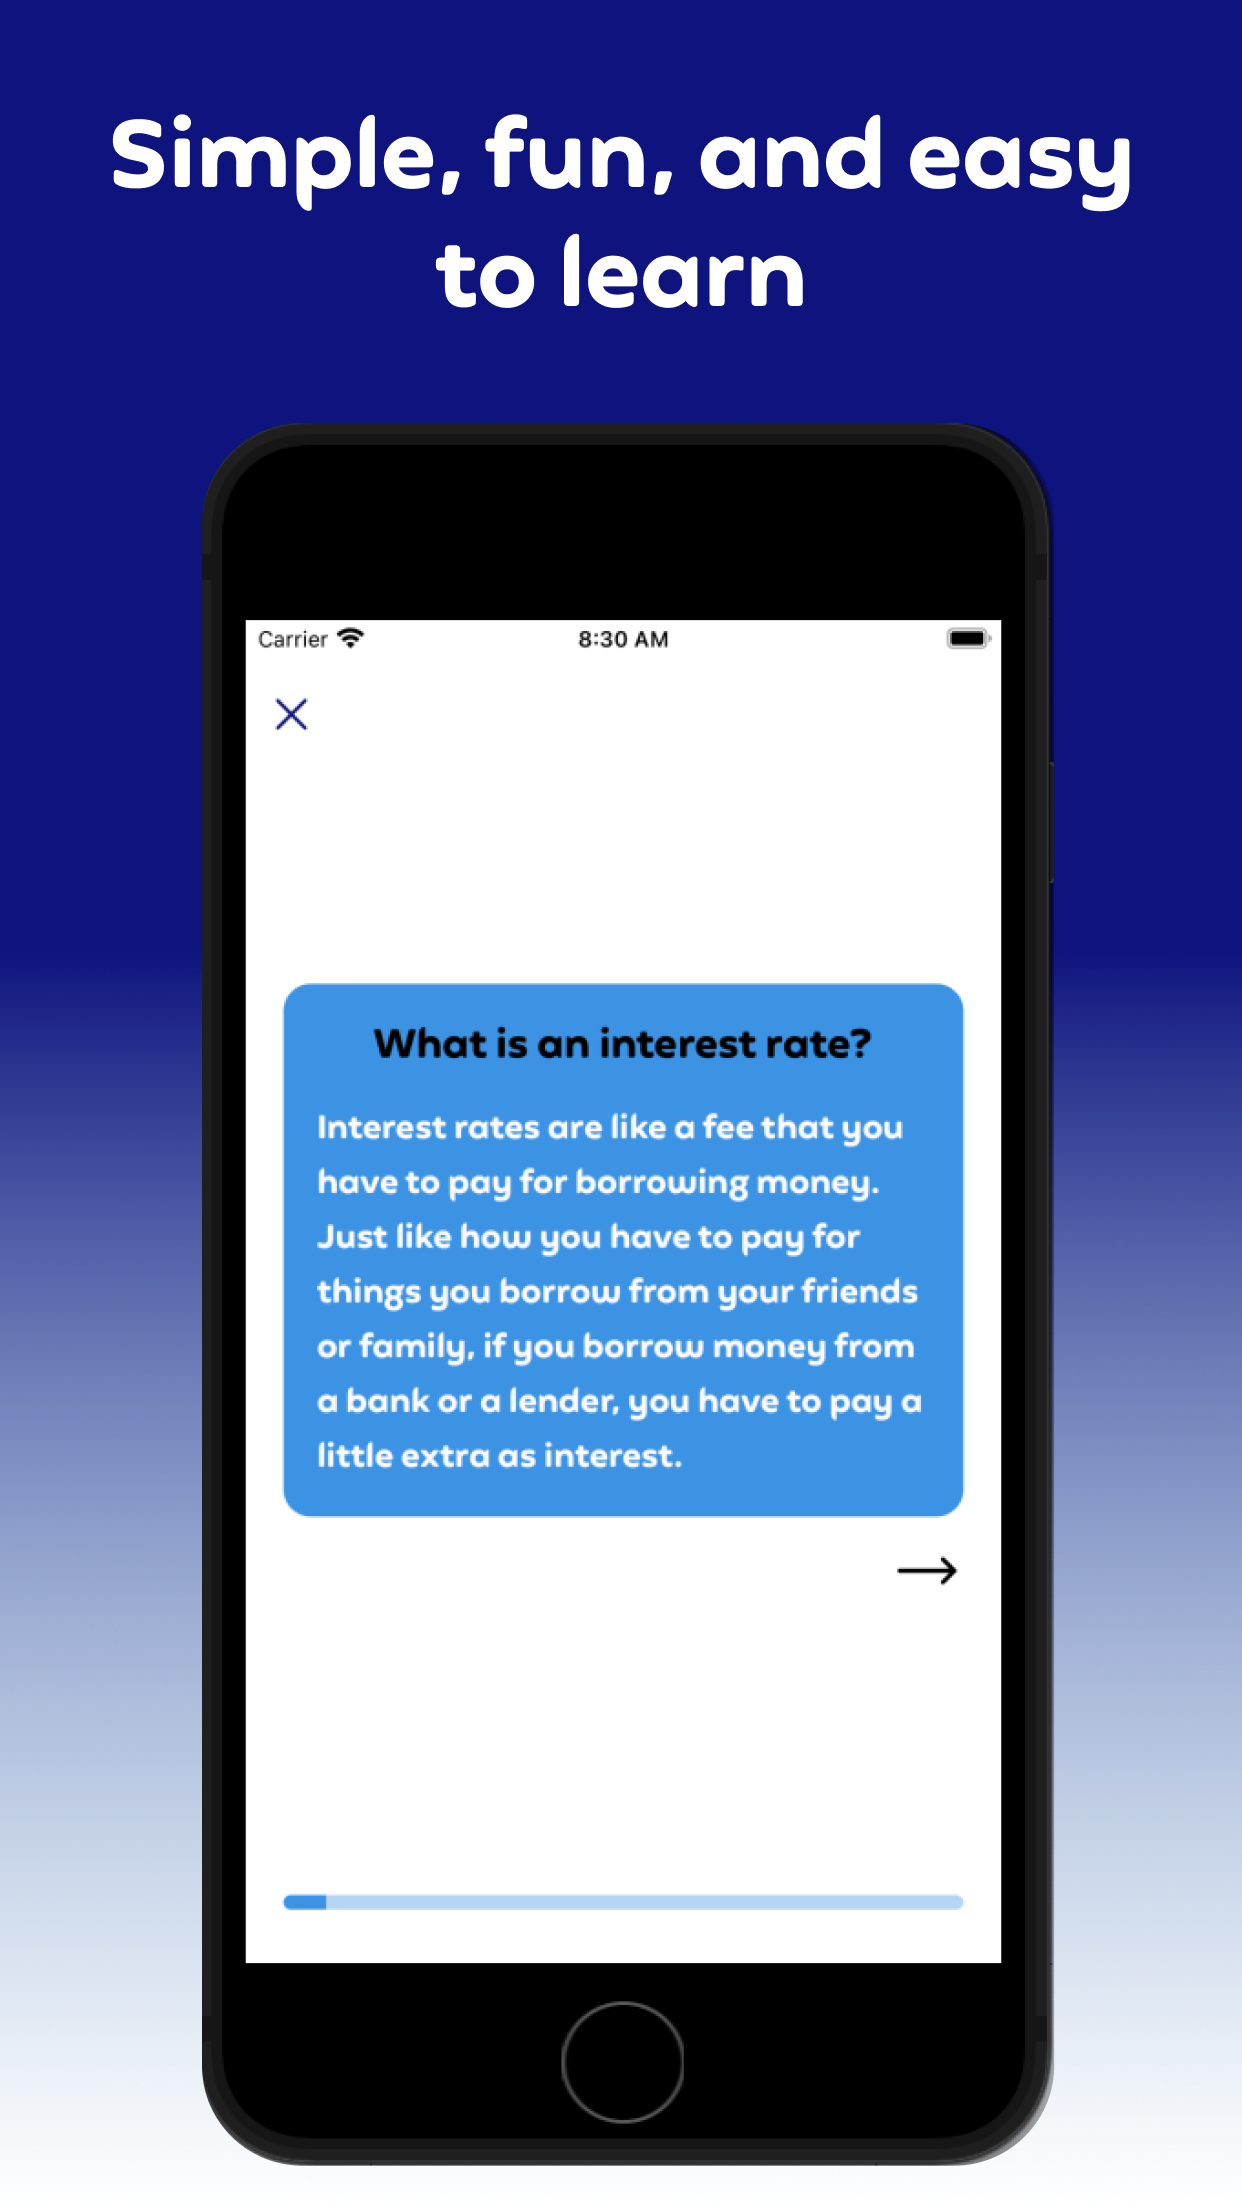 Simple, fun, and easy
to learn
Carrier 8:30 AM
What is an interest rate?
Interest rates are like a fee that you
have to pay for borrowing money.
Just like how you have to pay for
things you borrow from your friends
or family, if you borrow money from
a bank or a lender, you have to pay a
little extra as interest.